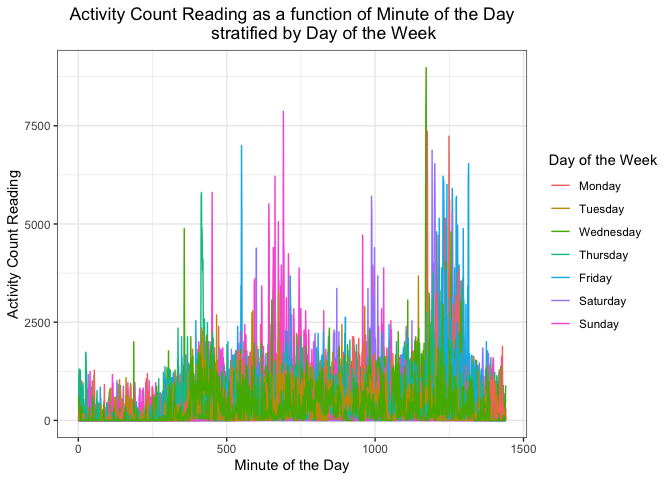 Activity Count Reading as a function of Minute of the Day
stratified by Day of the Week
Activity Count Reading
7500
5000
2500
0
0
500
1000
1500
Minute of the Day
Day of the Week
Monday
Tuesday
Wednesday
Thursday
Friday
Saturday
Sunday